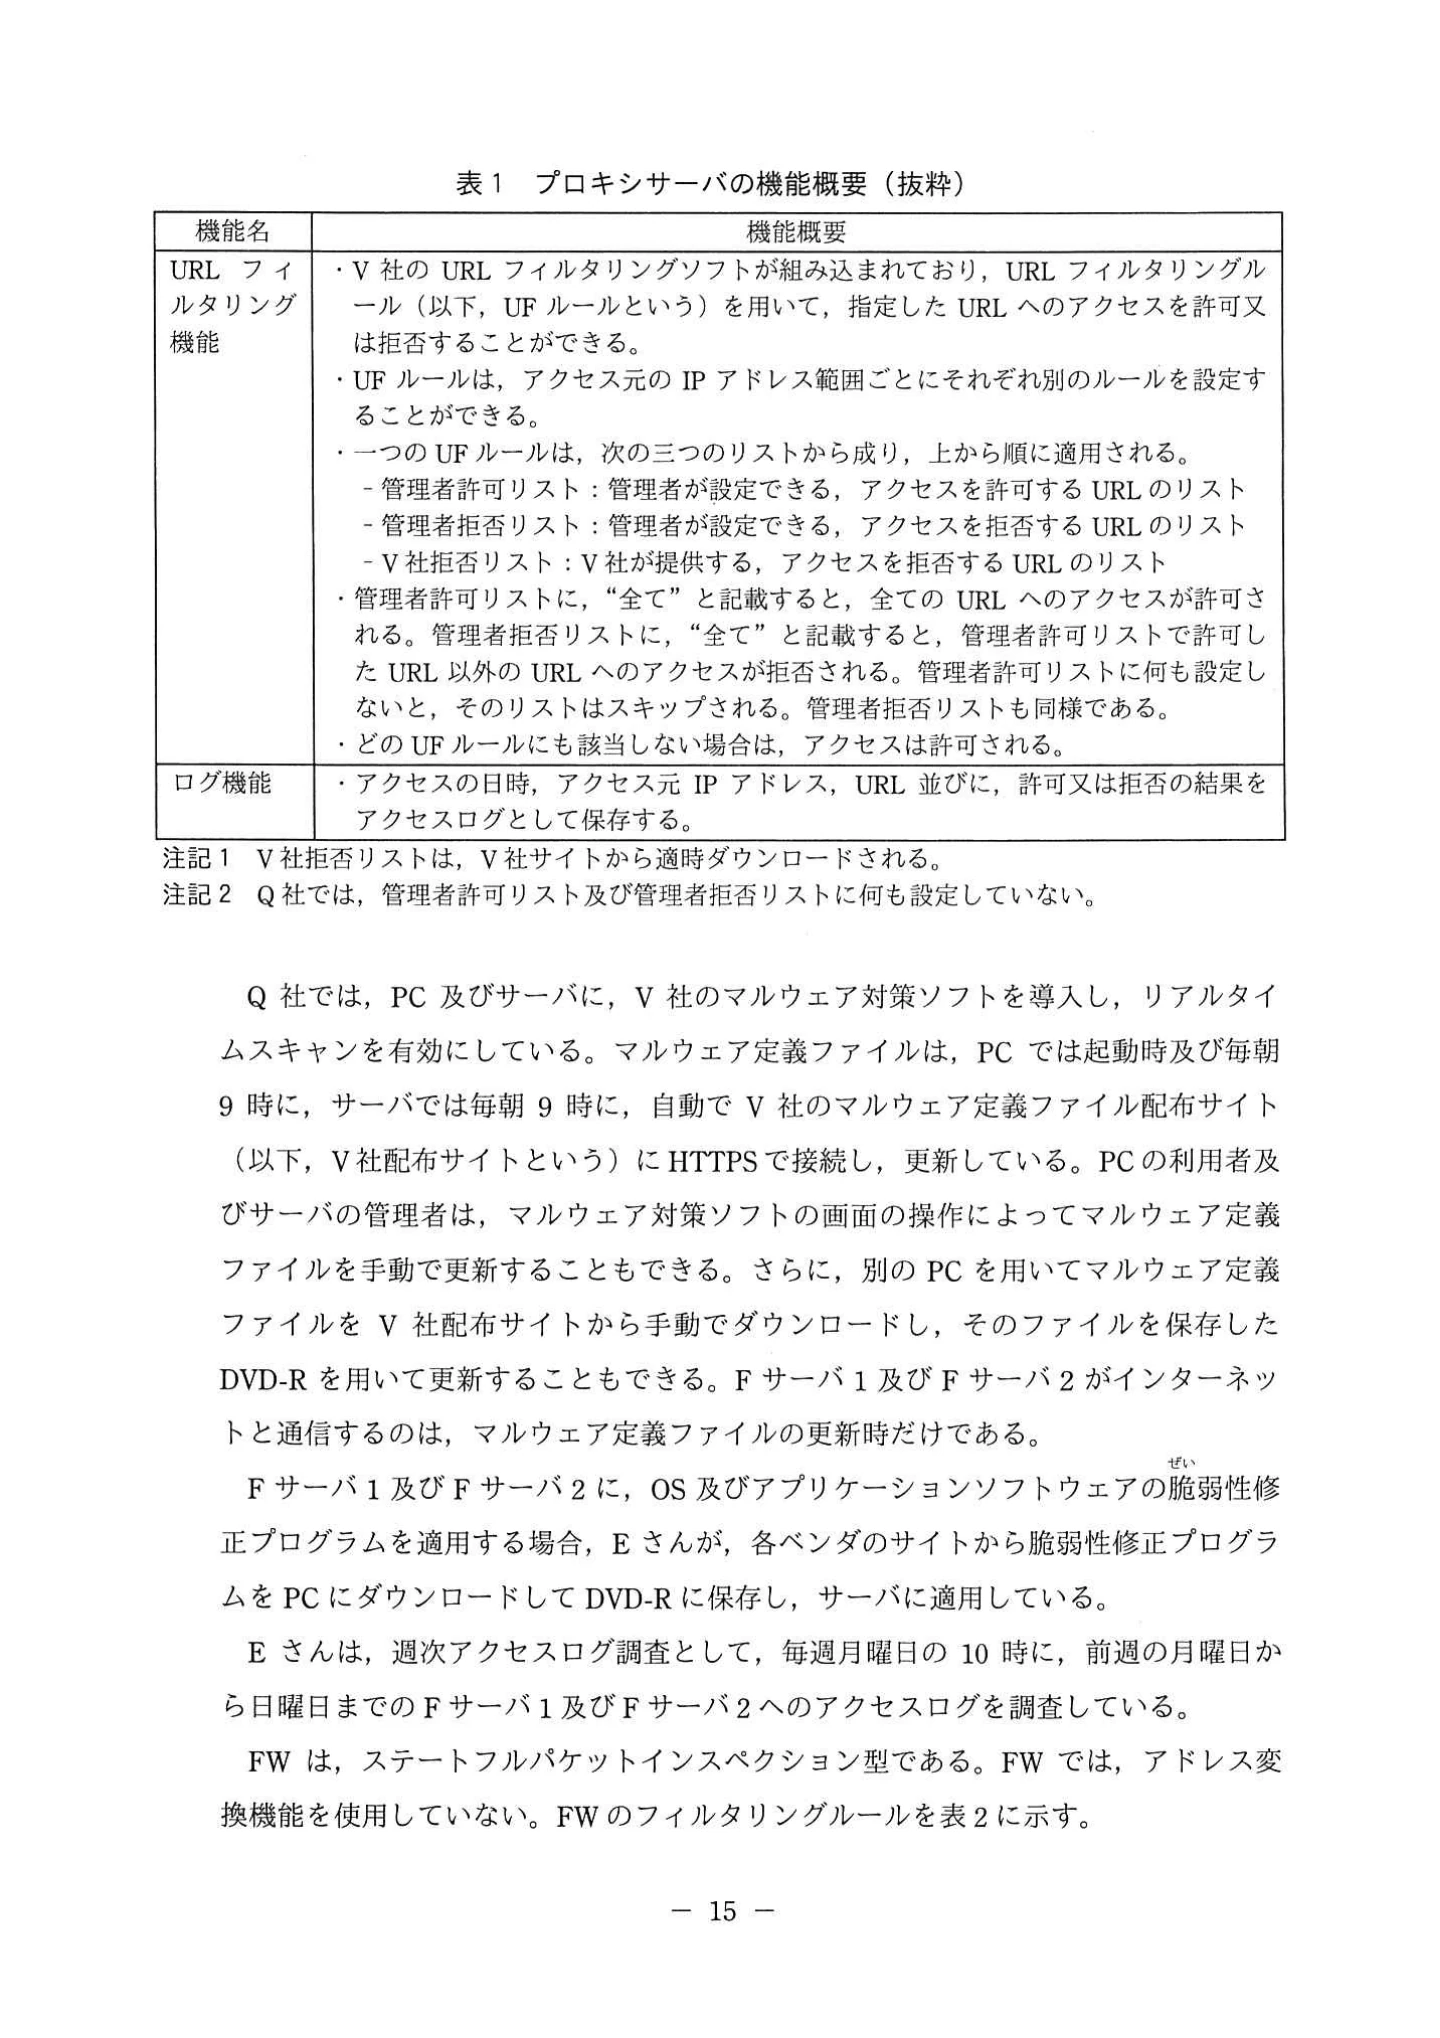 表1　プロキシサーバの機能概要（抜粋）
機能名
機能概要
URL フィ
ルタリング
機能
・V 社の URL フィルタリングソフトが組み込まれており，URL フィルタリングル
ール（以下，UF ルールという）を用いて，指定した URL へのアクセスを許可又
は拒否することができる。
・UF ルールは，アクセス元の IP アドレス範囲ごとにそれぞれ別のルールを設定す
ることができる。
・一つの UF ルールは，次の三つのリストから成り，上から順に適用される。
- 管理者許可リスト：管理者が設定できる，アクセスを許可する URL のリスト
- 管理者拒否リスト：管理者が設定できる，アクセスを拒否する URL のリスト
- V 社拒否リスト：V 社が提供する，アクセスを拒否する URL のリスト
・管理者許可リストに，“全て”と記載すると，全ての URL へのアクセスが許可さ
れる。管理者拒否リストに，“全て”と記載すると，管理者許可リストで許可し
た URL 以外の URL へのアクセスが拒否される。管理者許可リストに何も設定し
ないと，そのリストはスキップされる。管理者拒否リストも同様である。
・どの UF ルールにも該当しない場合は，アクセスは許可される。
ログ機能
・アクセスの日時，アクセス元 IP アドレス，URL 並びに，許可又は拒否の結果を
アクセスログとして保存する。
注記1　V 社拒否リストは，V 社サイトから適時ダウンロードされる。
注記2　Q 社では，管理者許可リスト及び管理者拒否リストに何も設定していない。
Q 社では，PC 及びサーバに，V 社のマルウェア対策ソフトを導入し，リアルタイ
ムスキャンを有効にしている。マルウェア定義ファイルは，PC では起動時及び毎朝
9 時に，サーバでは毎朝 9 時に，自動で V 社のマルウェア定義ファイル配布サイト
（以下，V 社配布サイトという）に HTTPS で接続し，更新している。PC の利用者及
びサーバの管理者は，マルウェア対策ソフトの画面の操作によってマルウェア定義
ファイルを手動で更新することもできる。さらに，別の PC を用いてマルウェア定義
ファイルを V 社配布サイトから手動でダウンロードし，そのファイルを保存した
DVD-R を用いて更新することもできる。F サーバ 1 及び F サーバ 2 がインターネッ
トと通信するのは，マルウェア定義ファイルの更新時だけである。
ぜい
F サーバ 1 及び F サーバ 2 に，OS 及びアプリケーションソフトウェアの脆弱性修
正プログラムを適用する場合，E さんが，各ベンダのサイトから脆弱性修正プログラ
ムを PC にダウンロードして DVD-R に保存し，サーバに適用している。
E さんは，週次アクセスログ調査として，毎週月曜日の 10 時に，前週の月曜日か
ら日曜日までの F サーバ 1 及び F サーバ 2 へのアクセスログを調査している。
FW は，ステートフルパケットインスペクション型である。FW では，アドレス変
換機能を使用していない。FW のフィルタリングルールを表 2 に示す。
― 15 ―